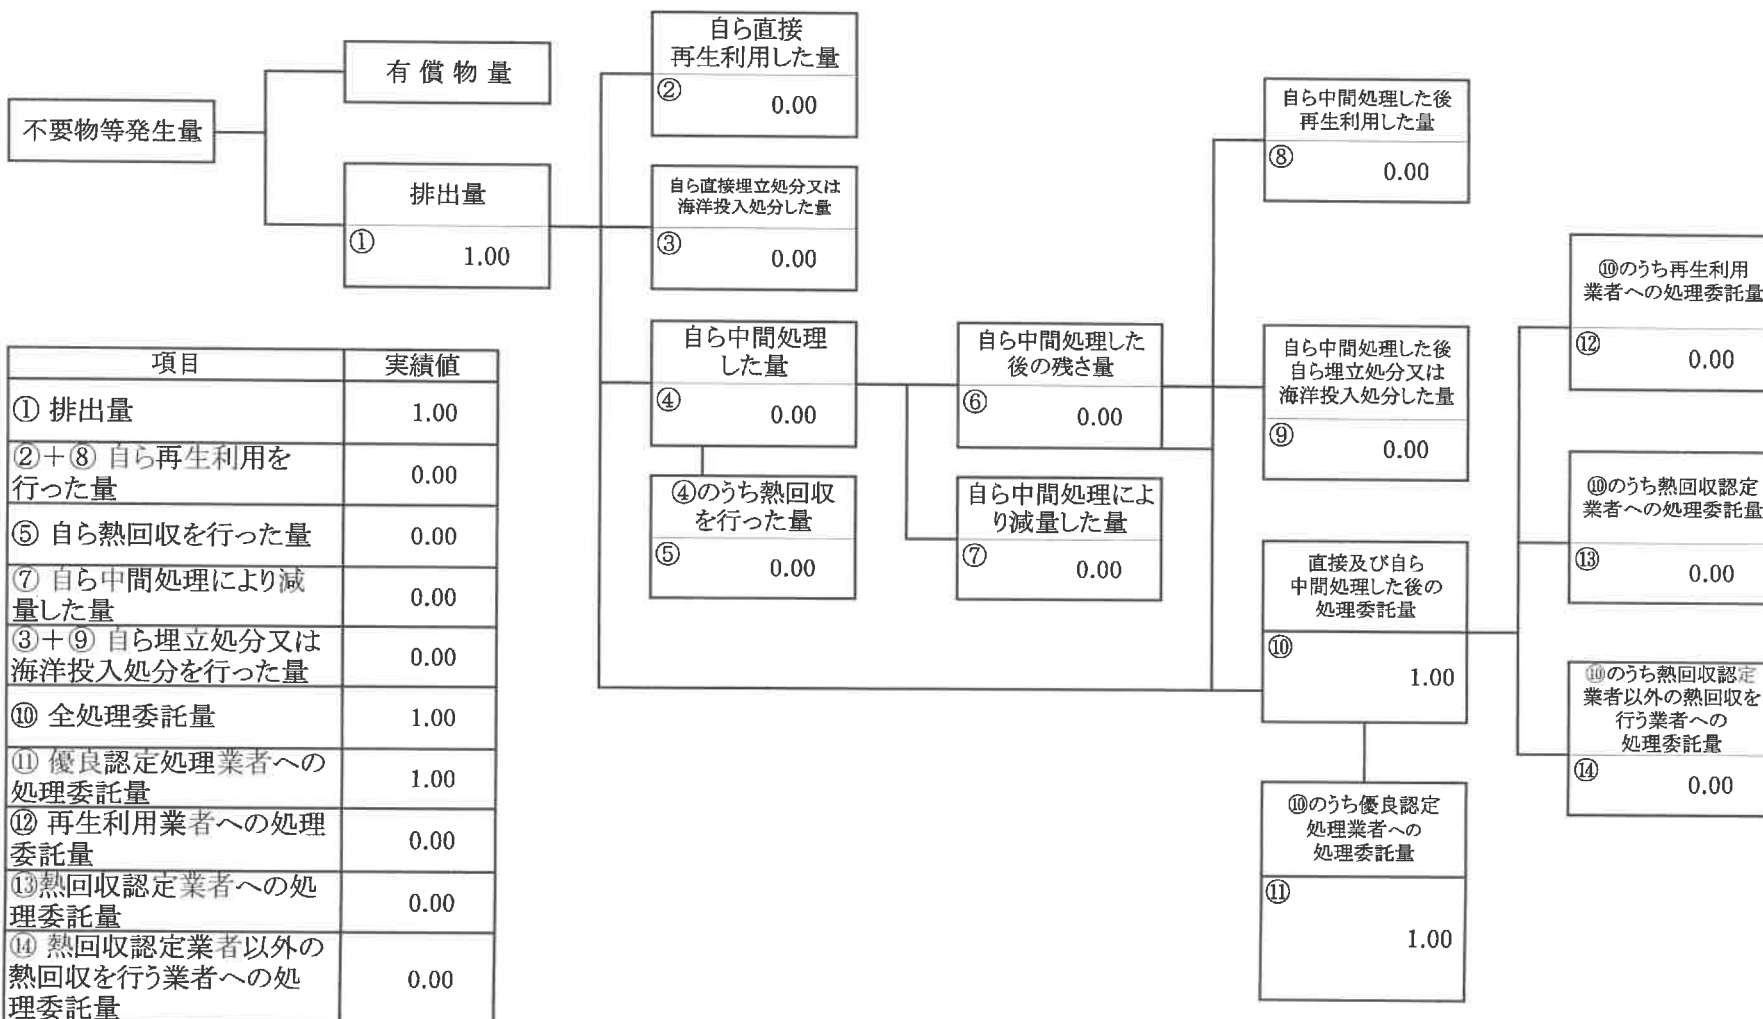 不要物等発生量
有償物量
排出量
① 1.00
自ら直接
再生利用した量
② 0.00
自ら直接埋立処分又は
海洋投入処分した量
③ 0.00
自ら中間処理
した量
④ 0.00
④のうち熱回収
を行った量
⑤ 0.00
自ら中間処理した
後の残さ量
⑥ 0.00
自ら中間処理によ
り減量した量
⑦ 0.00
自ら中間処理した後
再生利用した量
⑧ 0.00
自ら中間処理した後
自ら埋立処分又は
海洋投入処分した量
⑨ 0.00
直接及び自ら
中間処理した後の
処理委託量
⑩ 1.00
⑩のうち優良認定
処理業者への
処理委託量
⑪ 1.00
⑩のうち再生利用
業者への処理委託量
⑫ 0.00
⑩のうち熱回収認定
業者への処理委託量
⑬ 0.00
⑩のうち熱回収認定
業者以外の熱回収を
行う業者への
処理委託量
⑭ 0.00
項目 実績値
① 排出量 1.00
②+⑧ 自ら再生利用を
行った量 0.00
⑤ 自ら熱回収を行った量 0.00
⑦ 自ら中間処理により減
量した量 0.00
③+⑨ 自ら埋立処分又は
海洋投入処分を行った量 0.00
⑩ 全処理委託量 1.00
⑪ 優良認定処理業者への
処理委託量 1.00
⑫ 再生利用業者への処理
委託量 0.00
⑬熱回収認定業者への処
理委託量 0.00
⑭ 熱回収認定業者以外の
熱回収を行う業者への処
理委託量 0.00